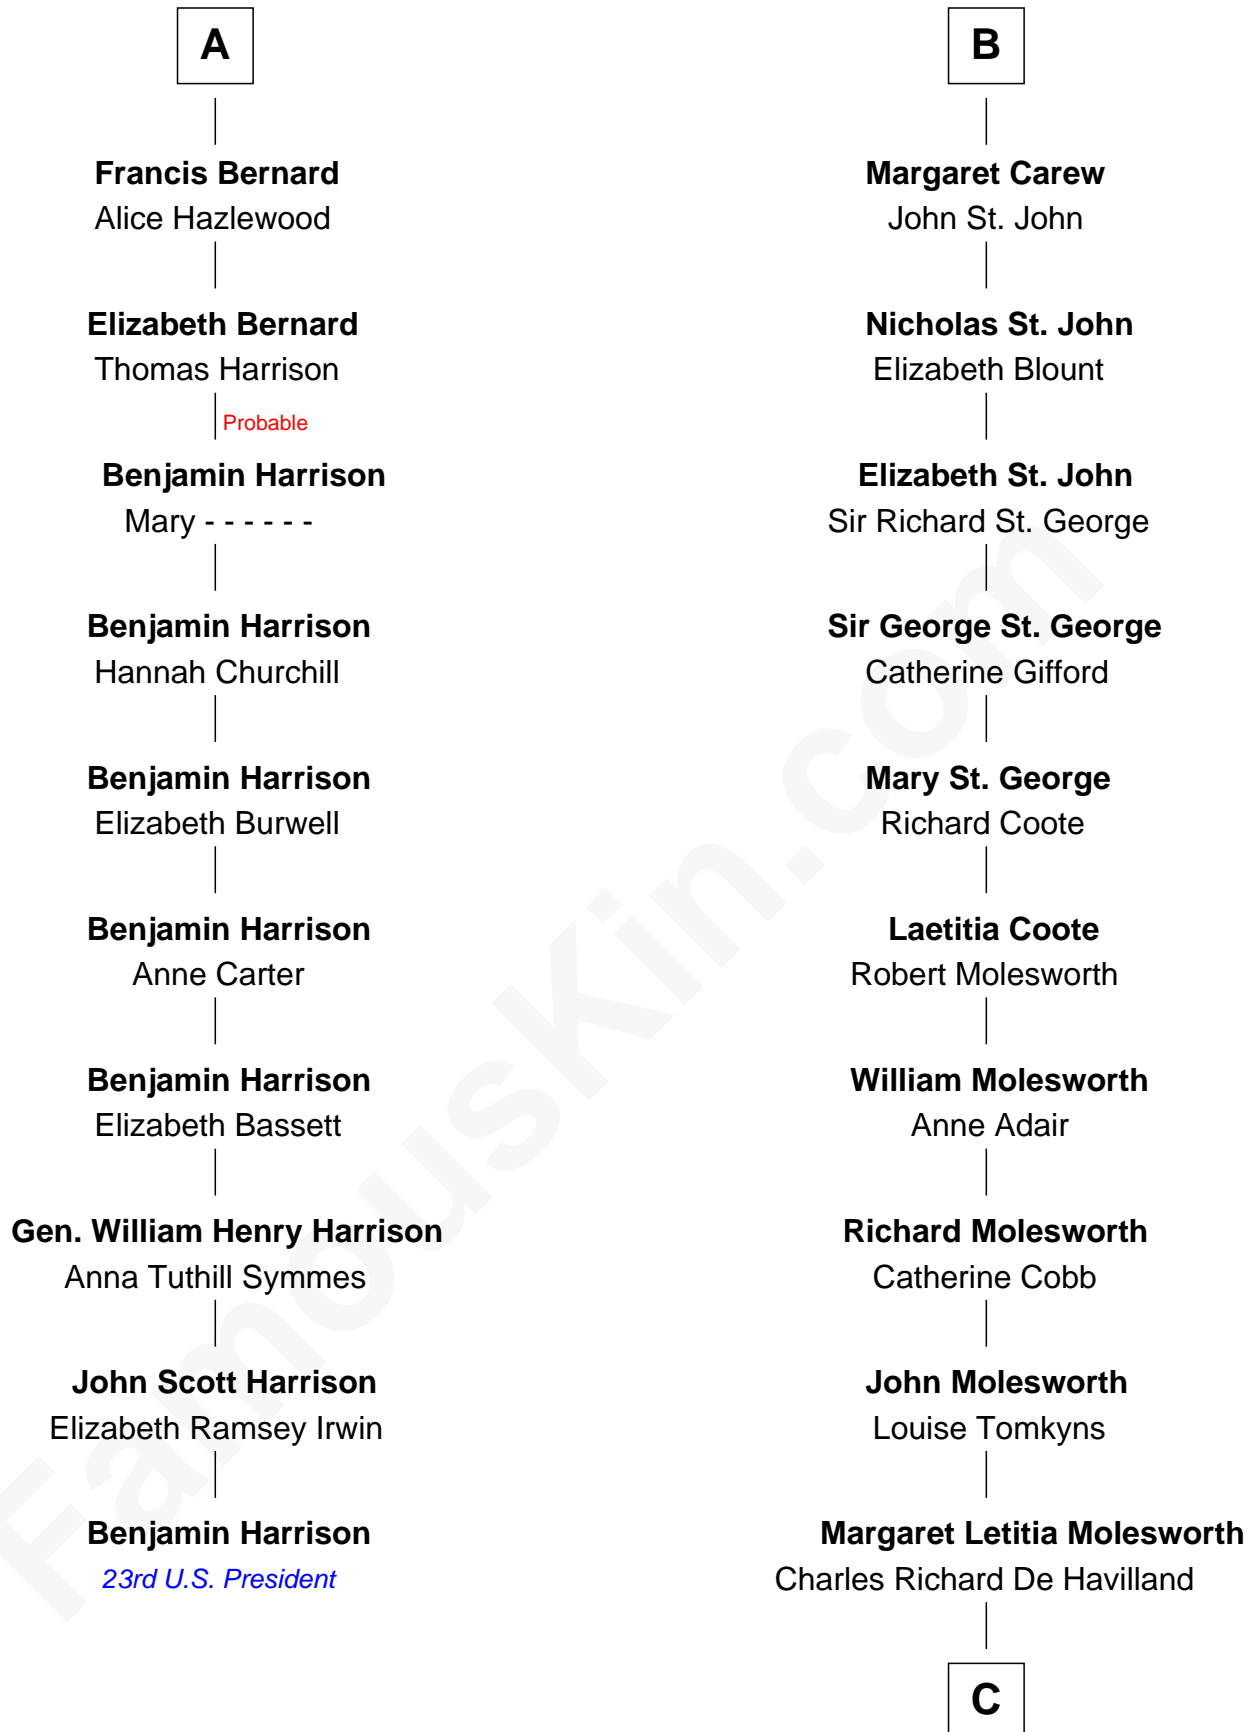 A
Francis Bernard
Alice Hazlewood
Elizabeth Bernard
Thomas Harrison
Probable
Benjamin Harrison
Mary - - - - - -
Benjamin Harrison
Hannah Churchill
Benjamin Harrison
Elizabeth Burwell
Benjamin Harrison
Anne Carter
Benjamin Harrison
Elizabeth Bassett
Gen. William Henry Harrison
Anna Tuthill Symmes
John Scott Harrison
Elizabeth Ramsey Irwin
Benjamin Harrison
23rd U.S. President
B
Margaret Carew
John St. John
Nicholas St. John
Elizabeth Blount
Elizabeth St. John
Sir Richard St. George
Sir George St. George
Catherine Gifford
Mary St. George
Richard Coote
Laetitia Coote
Robert Molesworth
William Molesworth
Anne Adair
Richard Molesworth
Catherine Cobb
John Molesworth
Louise Tomkyns
Margaret Letitia Molesworth
Charles Richard De Havilland
C
FamousKin.com